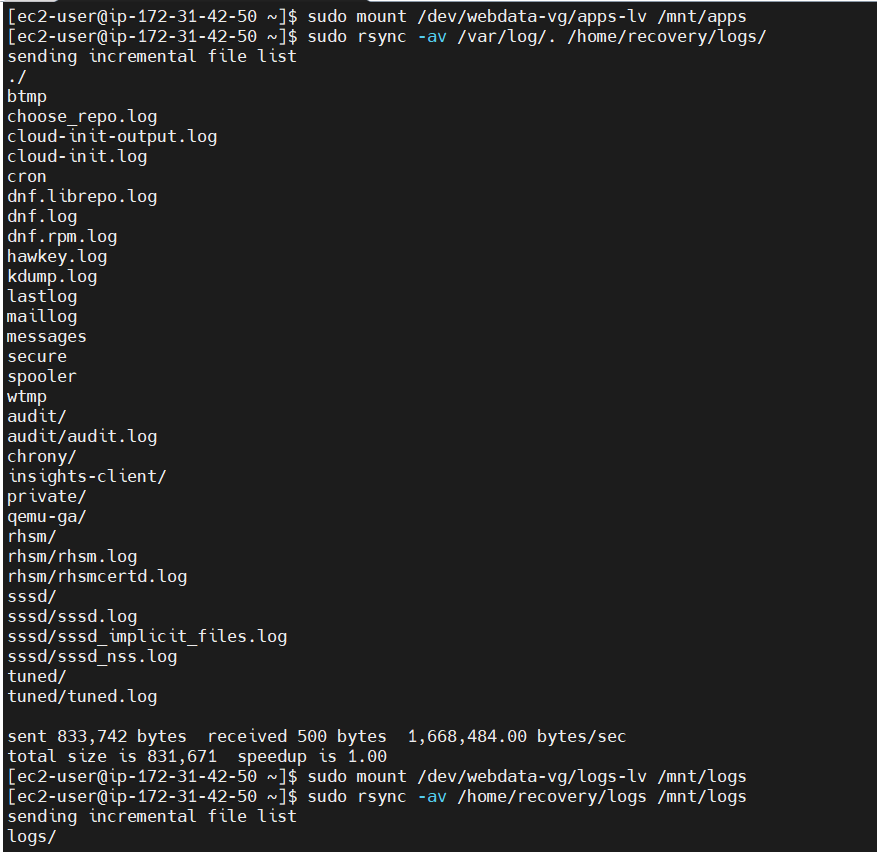 [ec2-user@ip-172-31-42-50 ~]$ sudo mount /dev/webdata-vg/apps-lv /mnt/apps
[ec2-user@ip-172-31-42-50 ~]$ sudo rsync -av /var/log/. /home/recovery/logs/
sending incremental file list
./
btmp
choose_repo.log
cloud-init-output.log
cloud-init.log
cron
dnf.librepo.log
dnf.log
dnf.rpm.log
hawkey.log
kdump.log
lastlog
maillog
messages
secure
spooler
wtmp
audit/
audit/audit.log
chrony/
insights-client/
private/
qemu-ga/
rhsm/
rhsm/rhsm.log
rhsm/rhsmcertd.log
sssd/
sssd/sssd.log
sssd/sssd_implicit_files.log
sssd/sssd_nss.log
tuned/
tuned/tuned.log
sent 833,742 bytes  received 500 bytes  1,668,484.00 bytes/sec
total size is 831,671  speedup is 1.00
[ec2-user@ip-172-31-42-50 ~]$ sudo mount /dev/webdata-vg/logs-lv /mnt/logs
[ec2-user@ip-172-31-42-50 ~]$ sudo rsync -av /home/recovery/logs /mnt/logs
sending incremental file list
logs/